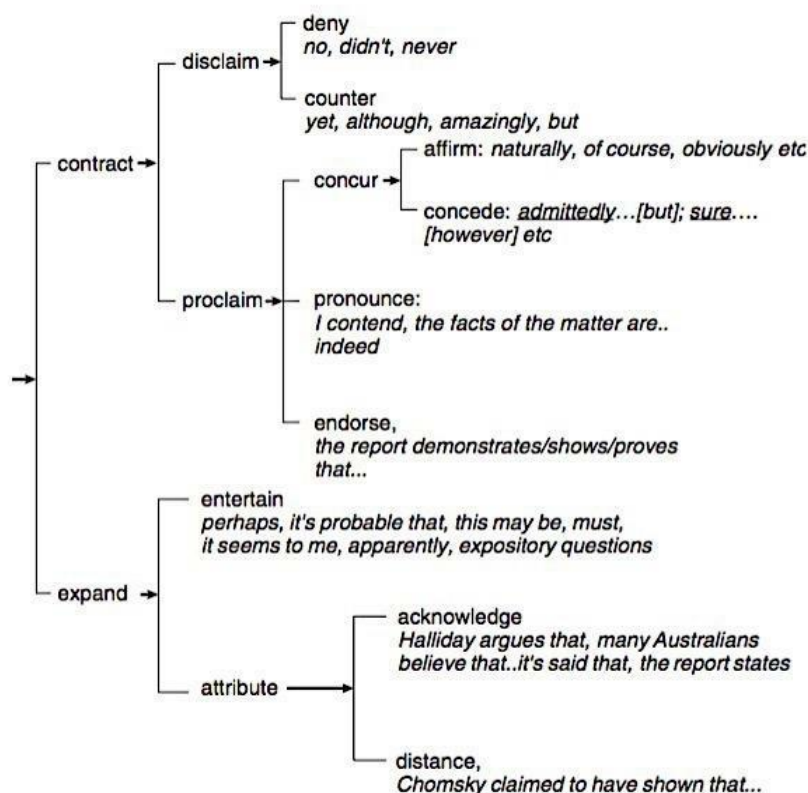 deny
no, didn't, never
disclaim
counter
yet, although, amazingly, but
affirm: naturally, of course, obviously etc
contract
concur
concede: admittedly...[but]; sure....
[however] etc
proclaim
pronounce:
I contend, the facts of the matter are..
indeed
endorse,
the report demonstrates/shows/proves
that...
entertain
perhaps, it's probable that, this may be, must,
it seems to me, apparently, expository questions
expand
acknowledge
Halliday argues that, many Australians
believe that..it's said that, the report states
attribute
distance,
Chomsky claimed to have shown that...